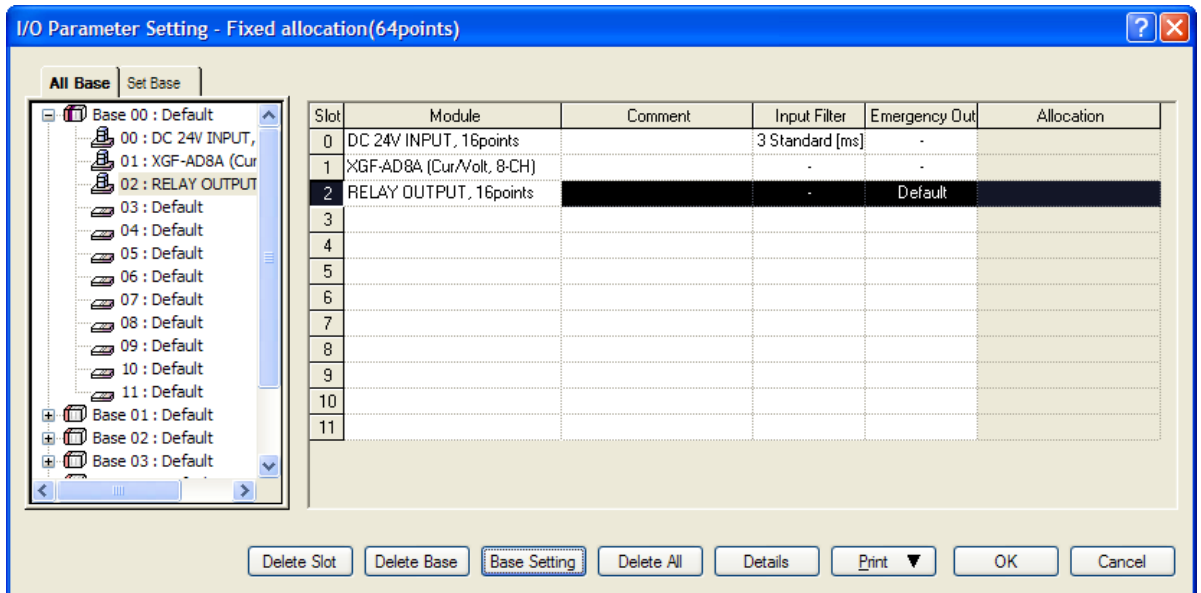 I/O Parameter Setting - Fixed allocation(64points)
All Base Set Base
Base 00 : Default
00 : DC 24V INPUT,
01 : XGF-AD8A (Cur
02 : RELAY OUTPUT
03 : Default
04 : Default
05 : Default
06 : Default
07 : Default
08 : Default
09 : Default
10 : Default
11 : Default
Base 01 : Default
Base 02 : Default
Base 03 : Default
Slot Module Comment Input Filter Emergency Out Allocation
0 DC 24V INPUT, 16points 3 Standard [ms] -
1 XGF-AD8A (Cur/Volt, 8-CH) - -
2 RELAY OUTPUT, 16points - Default
3
4
5
6
7
8
9
10
11
Delete Slot Delete Base Base Setting Delete All Details Print ▼ OK Cancel